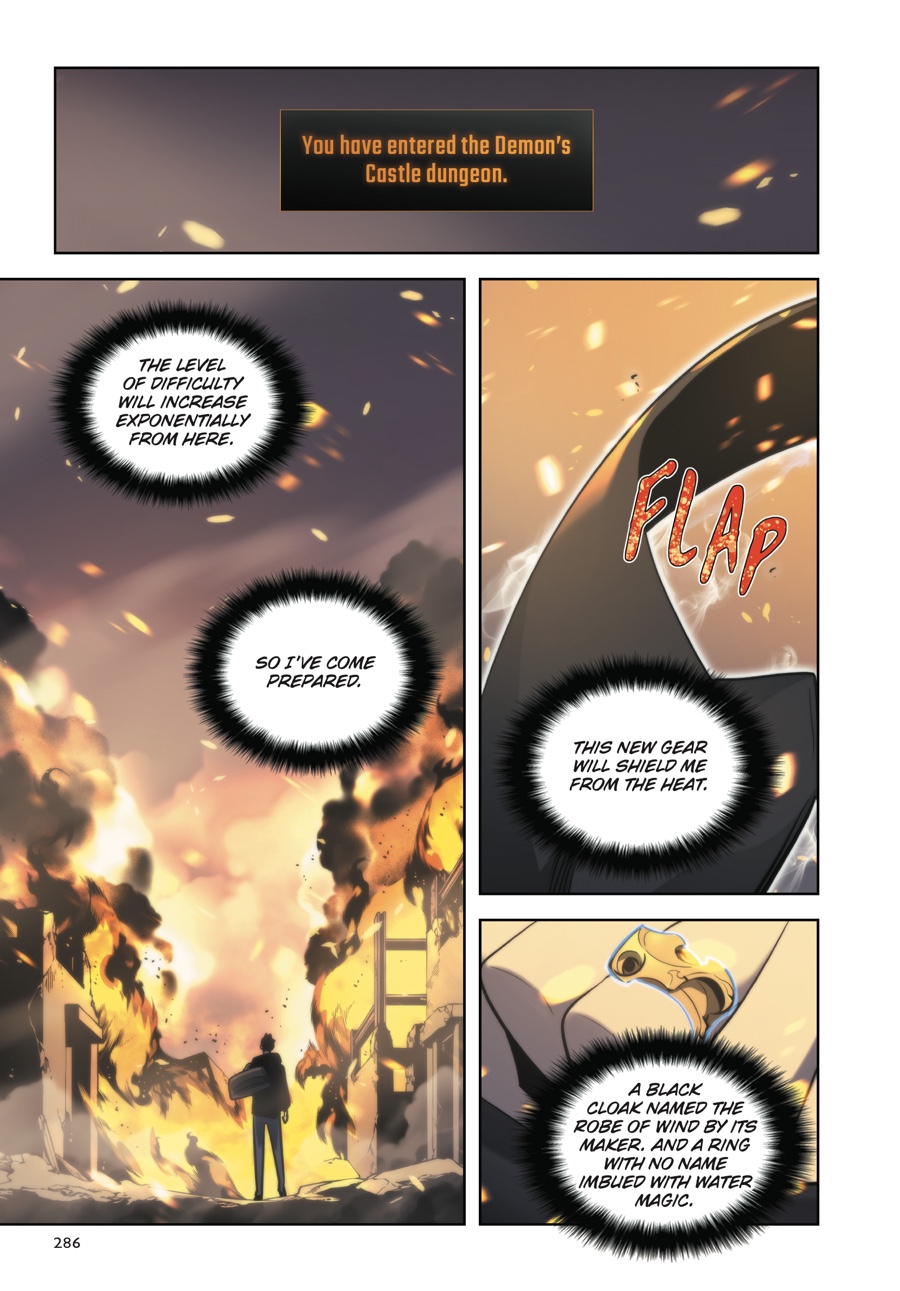 You have entered the Demon's
Castle dungeon.
THE LEVEL
OF DIFFICULTY
WILL INCREASE
EXPONENTIALLY
FROM HERE.
SO I'VE COME
PREPARED.
FLAP
THIS NEW GEAR
WILL SHIELD ME
FROM THE HEAT.
A BLACK
CLOAK NAMED THE
ROBE OF WIND BY ITS
MAKER. AND A RING
WITH NO NAME
IMBUED WITH WATER
MAGIC.
286